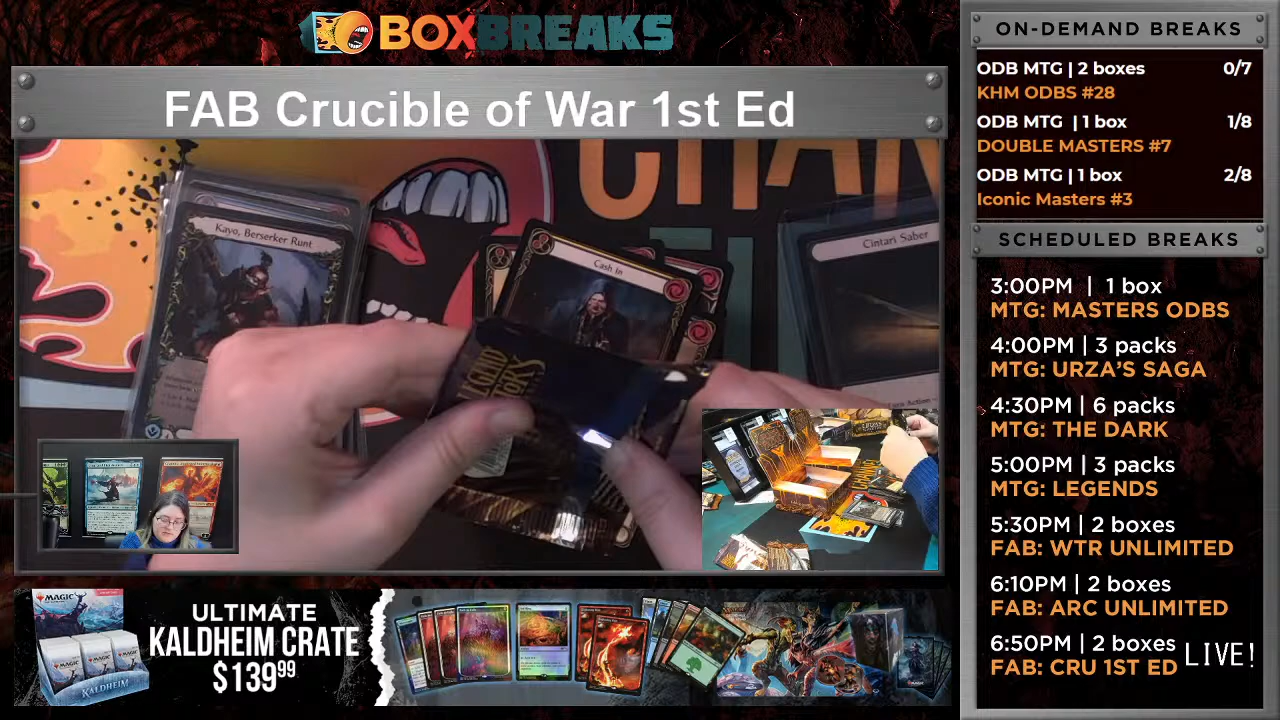 BOXBREAKS
FAB Crucible of War 1st Ed
Kayo, Berserker Runt
Cash In
Cintari Saber
ULTIMATE
KALDHEIM CRATE
$139⁹⁹
MAGIC
KALDHEIM
ON-DEMAND BREAKS
ODB MTG | 2 boxes 0/7
KHM ODBS #28
ODB MTG | 1 box 1/8
DOUBLE MASTERS #7
ODB MTG | 1 box 2/8
Iconic Masters #3
SCHEDULED BREAKS
3:00PM | 1 box
MTG: MASTERS ODBS
4:00PM | 3 packs
MTG: URZA'S SAGA
4:30PM | 6 packs
MTG: THE DARK
5:00PM | 3 packs
MTG: LEGENDS
5:30PM | 2 boxes
FAB: WTR UNLIMITED
6:10PM | 2 boxes
FAB: ARC UNLIMITED
6:50PM | 2 boxes
FAB: CRU 1ST ED LIVE!